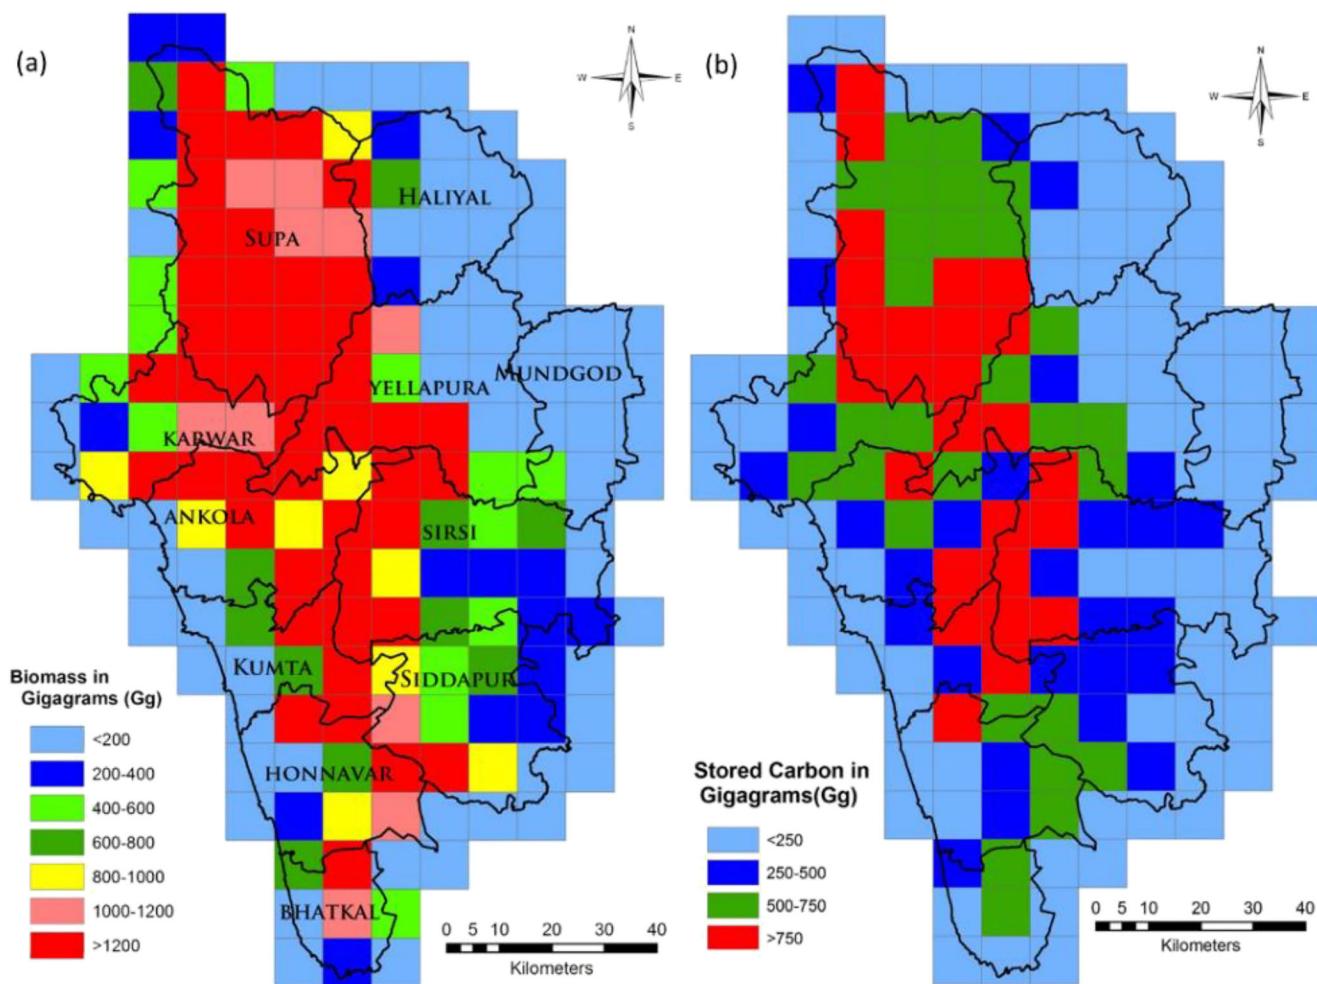 (a)
N
W E
S
HALIYAL
SUPA
YELLAPURA
MUNDGOD
KARWAR
ANKOLA
SIRSI
KUMTA
SIDDAPUR
HONNAVAR
BHATKAL
Biomass in
Gigagrams (Gg)
<200
200-400
400-600
600-800
800-1000
1000-1200
>1200
0 5 10 20 30 40
Kilometers
(b)
N
W E
S
Stored Carbon in
Gigagrams(Gg)
<250
250-500
500-750
>750
0 5 10 20 30 40
Kilometers